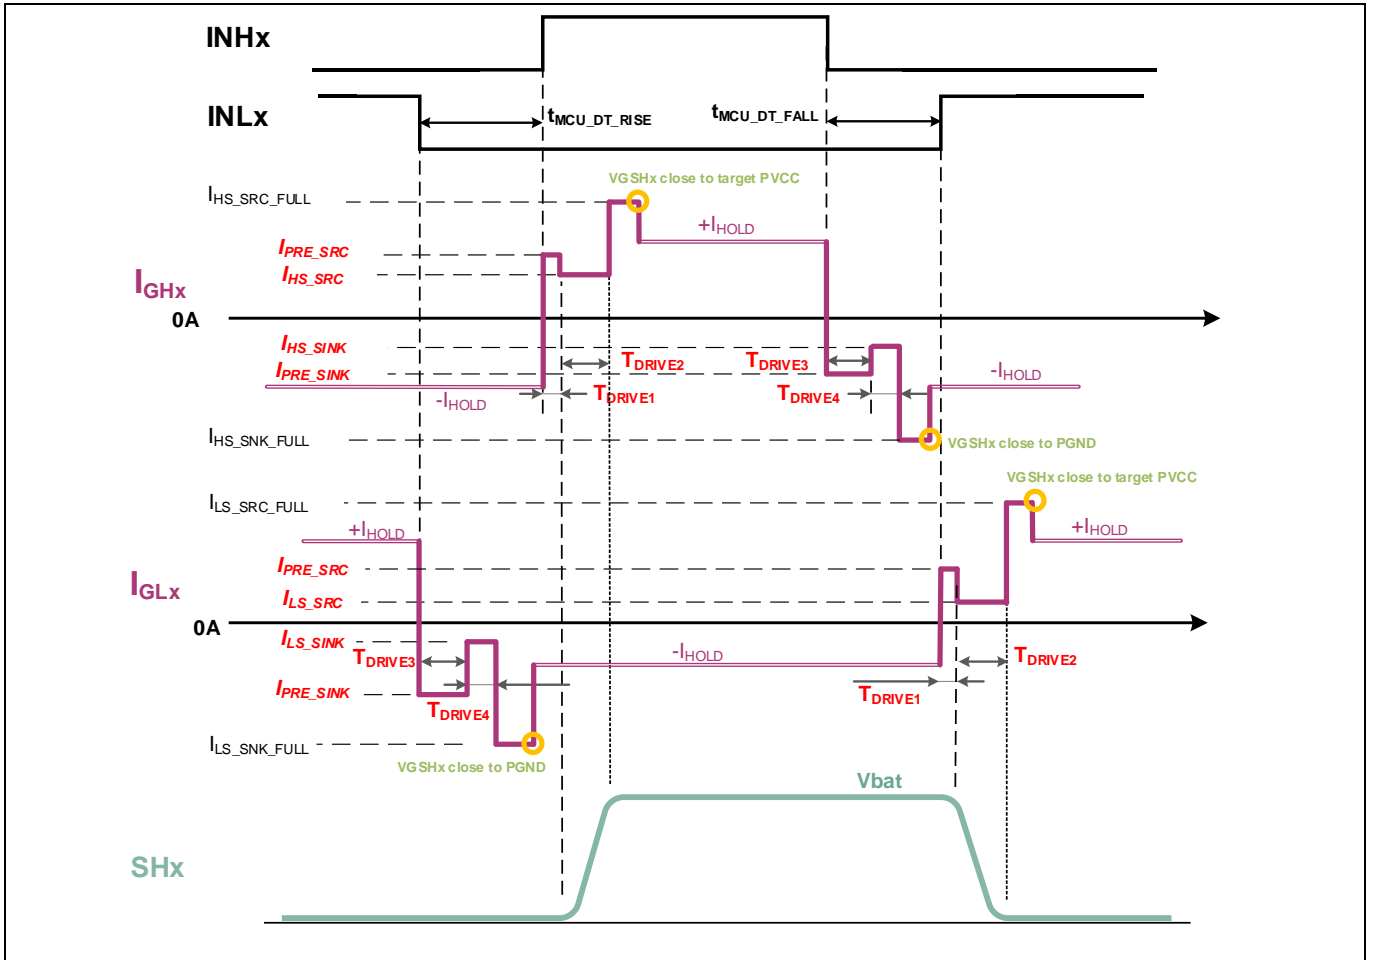 INHx
INLx
tMCU_DT_RISE
tMCU_DT_FALL
VGSHx close to target PVCC
IHS_SRC_FULL
+IHOLD
IPRE_SRC
IHS_SRC
IGHx
0A
IHS_SINK
IPRE_SINK
TDRIVE2
TDRIVE3
-IHOLD
TDRIVE1
TDRIVE4
-IHOLD
IHS_SNK_FULL
VGSHx close to PGND
VGSHx close to target PVCC
ILS_SRC_FULL
+IHOLD
+IHOLD
IPRE_SRC
IGLx
ILS_SRC
0A
ILS_SINK
TDRIVE3
-IHOLD
TDRIVE2
IPRE_SINK
TDRIVE4
TDRIVE1
ILS_SNK_FULL
VGSHx close to PGND
Vbat
SHx